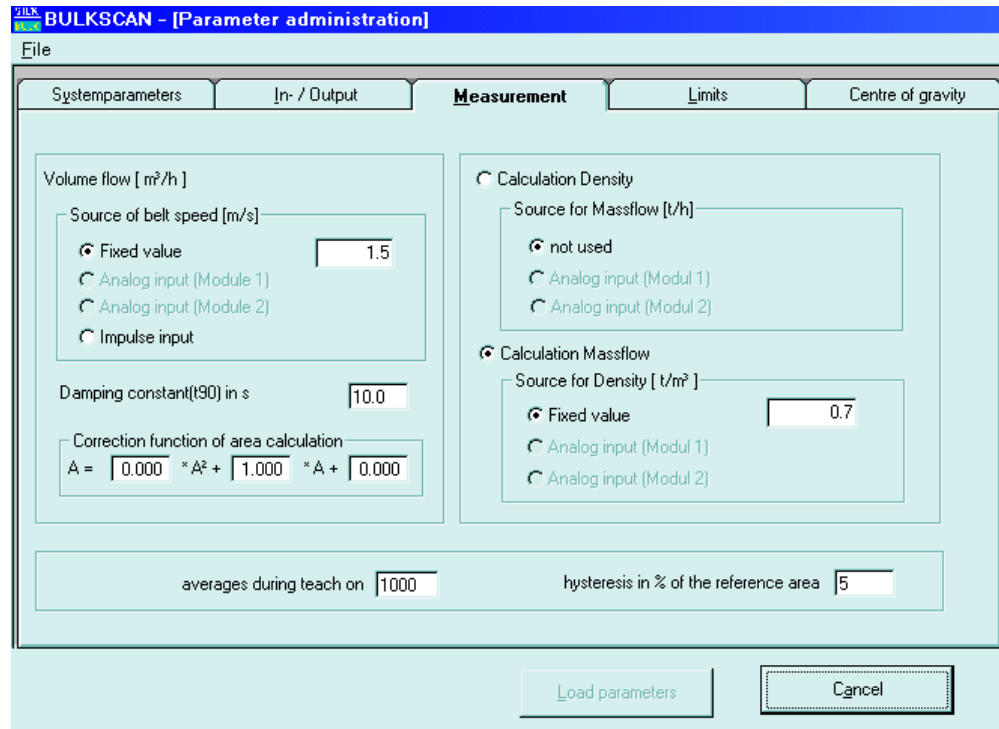 SILK
BULK
BULKSCAN - [Parameter administration]
File
Systemparameters In- / Output Measurement Limits Centre of gravity
Volume flow [ m³/h ]
Source of belt speed [m/s]
Fixed value 1.5
Analog input (Module 1)
Analog input (Module 2)
Impulse input
Damping constant(t90) in s 10.0
Correction function of area calculation
A = 0.000 * A² + 1.000 * A + 0.000
Calculation Density
Source for Massflow [t/h]
not used
Analog input (Modul 1)
Analog input (Modul 2)
Calculation Massflow
Source for Density [ t/m³ ]
Fixed value 0.7
Analog input (Modul 1)
Analog input (Modul 2)
averages during teach on 1000 hysteresis in % of the reference area 5
Load parameters Cancel